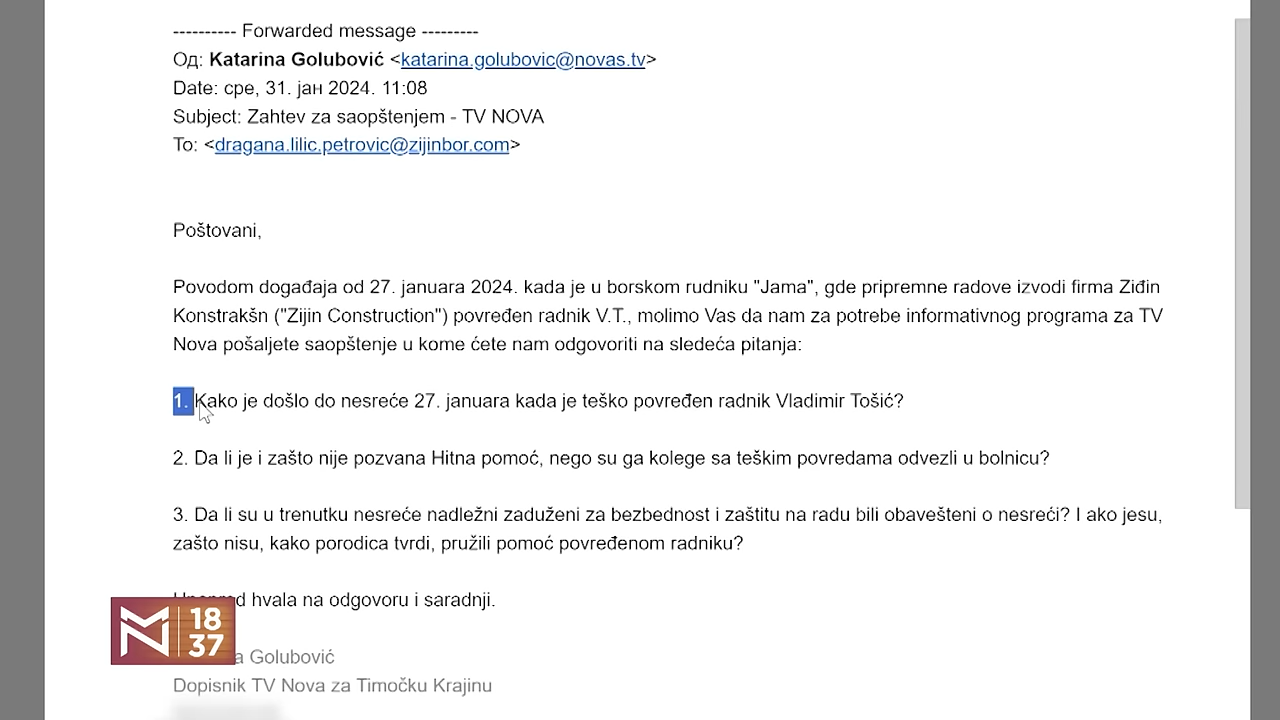 ---------- Forwarded message ---------
Од: Katarina Golubović <katarina.golubovic@novas.tv>
Date: сре, 31. јан 2024. 11:08
Subject: Zahtev za saopštenjem - TV NOVA
To: <dragana.lilic.petrovic@zijinbor.com>
Poštovani,
Povodom događaja od 27. januara 2024. kada je u borskom rudniku "Jama", gde pripremne radove izvodi firma Ziđin
Konstrakšn ("Zijin Construction") povređen radnik V.T., molimo Vas da nam za potrebe informativnog programa za TV
Nova pošaljete saopštenje u kome ćete nam odgovoriti na sledeća pitanja:
1. Kako je došlo do nesreće 27. januara kada je teško povređen radnik Vladimir Tošić?
2. Da li je i zašto nije pozvana Hitna pomoć, nego su ga kolege sa teškim povredama odvezli u bolnicu?
3. Da li su u trenutku nesreće nadležni zaduženi za bezbednost i zaštitu na radu bili obavešteni o nesreći? I ako jesu,
zašto nisu, kako porodica tvrdi, pružili pomoć povređenom radniku?
hvala na odgovoru i saradnji.
N 18
37
Golubović
Dopisnik TV Nova za Timočku Krajinu